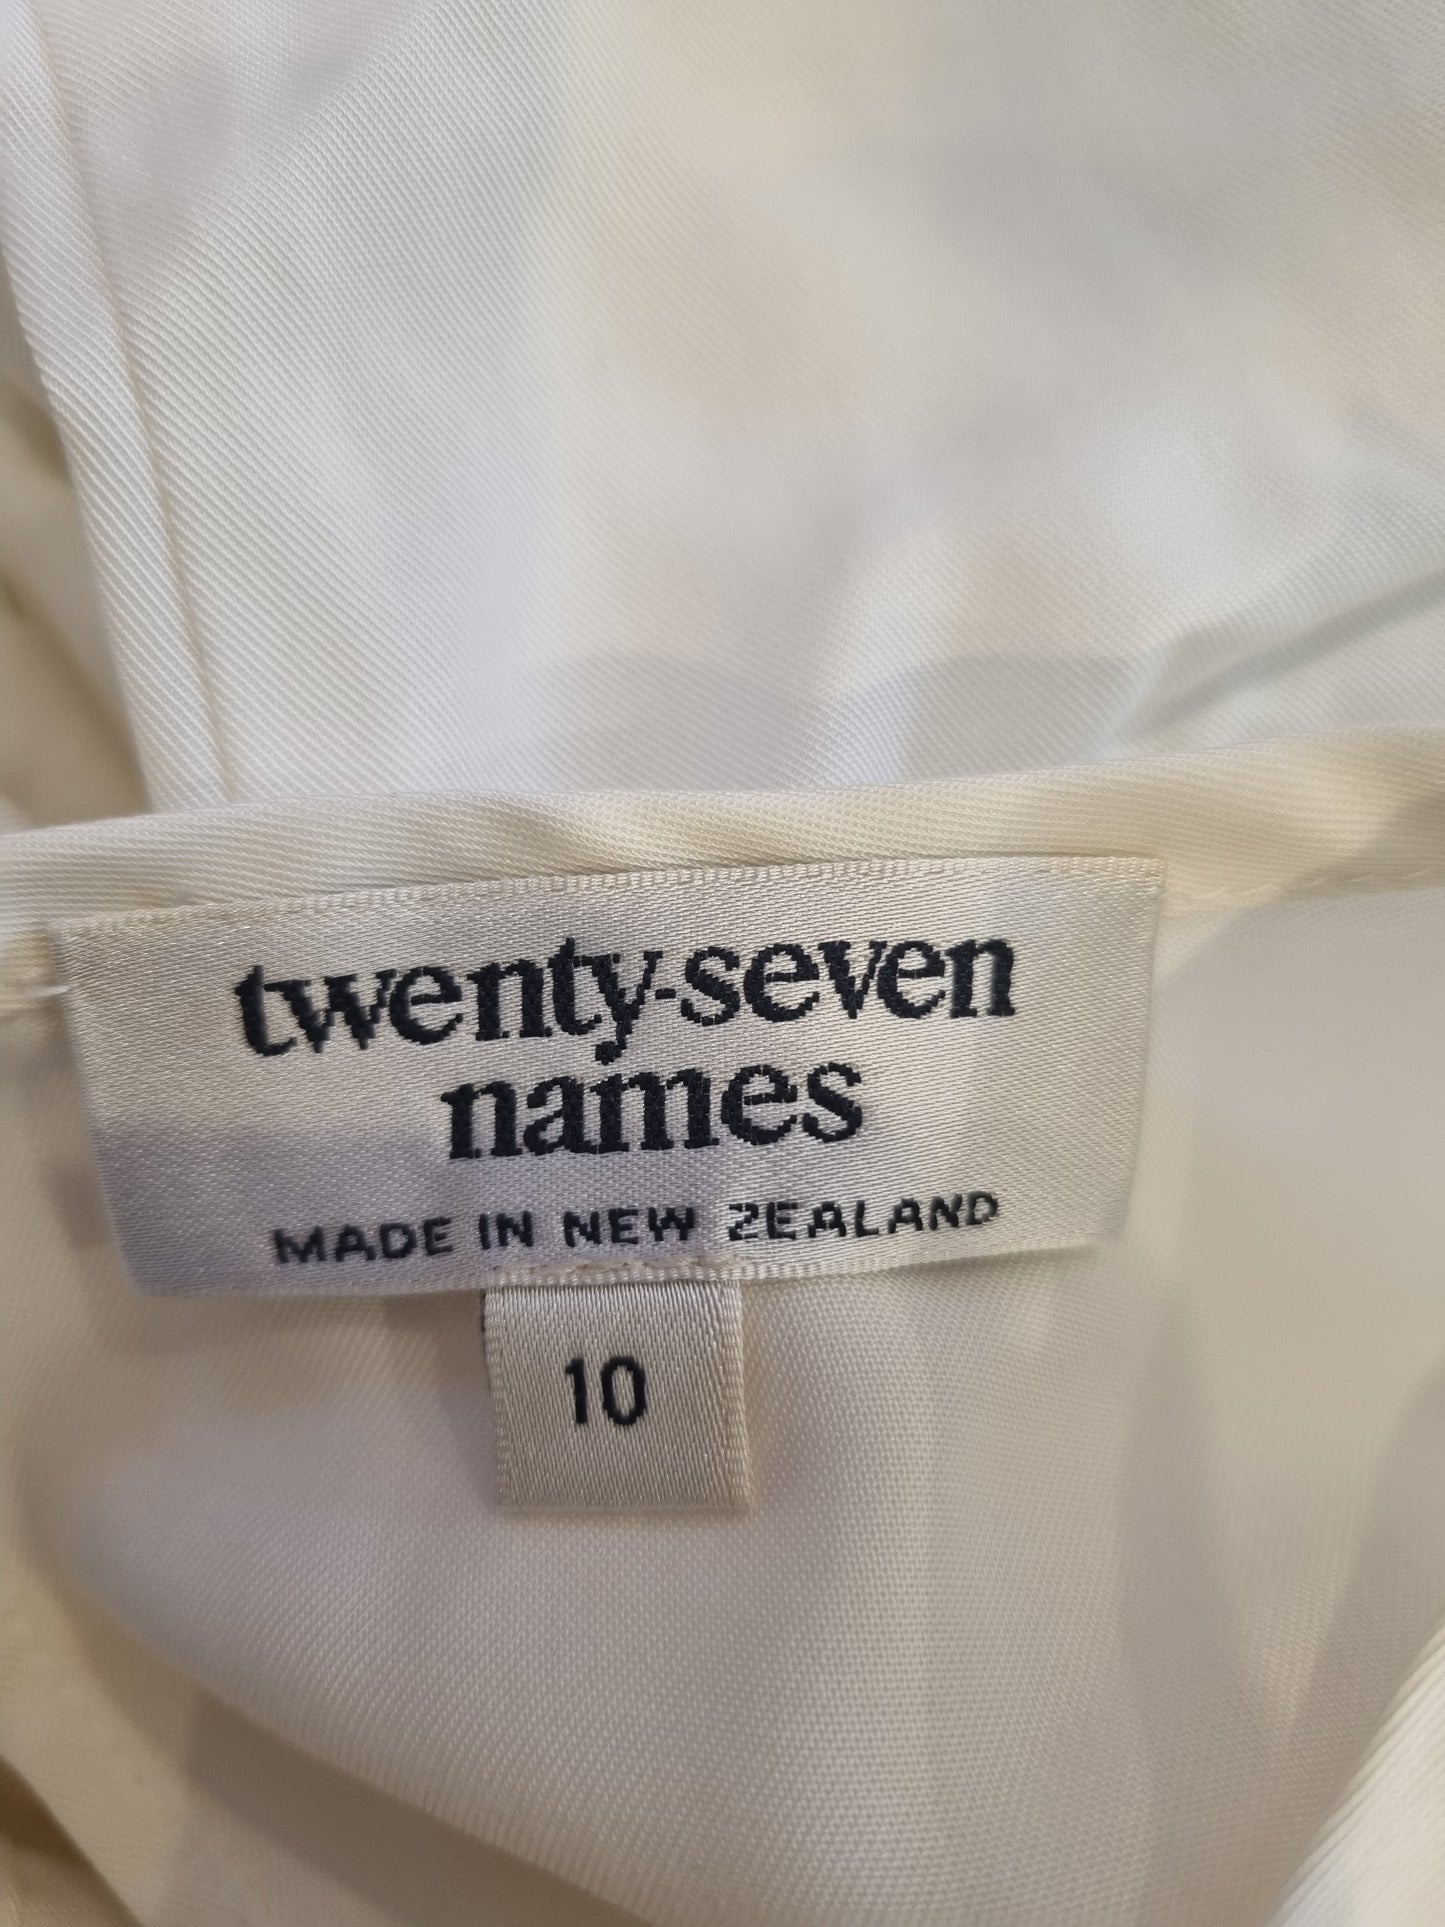 twenty-seven
names
MADE IN NEW ZEALAND
10